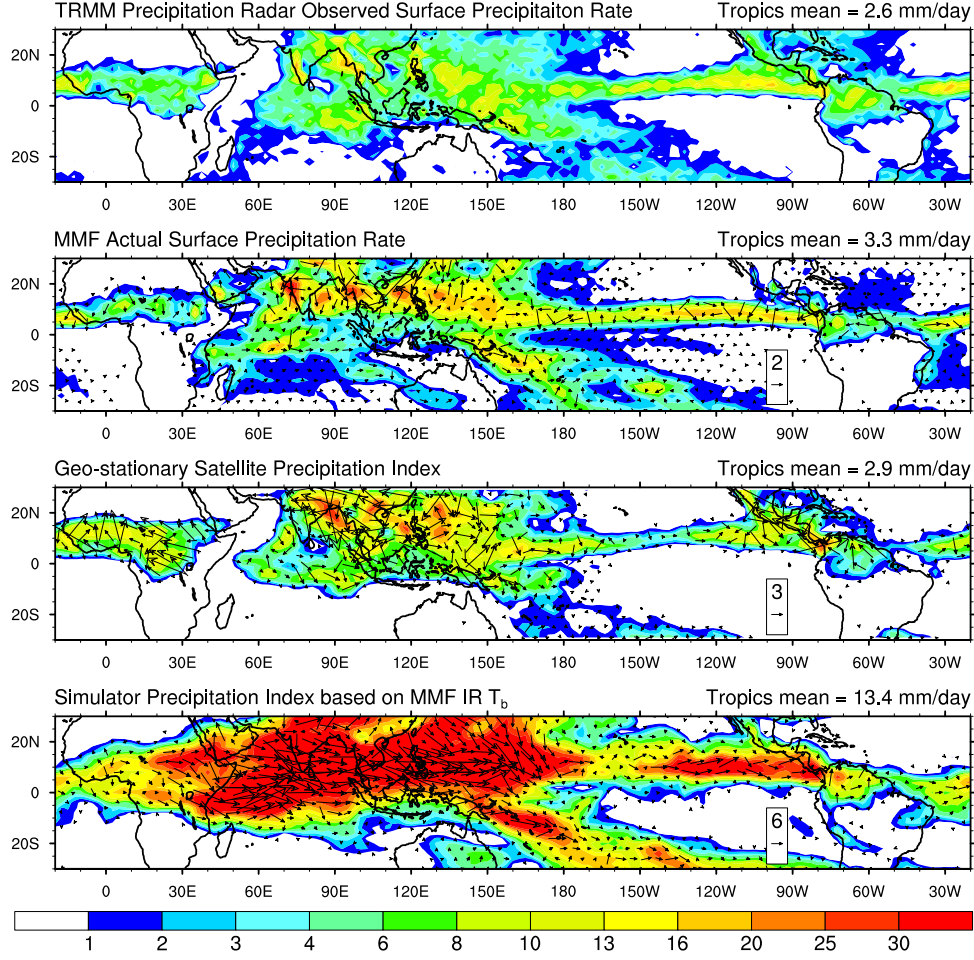 TRMM Precipitation Radar Observed Surface Precipitaiton Rate Tropics mean = 2.6 mm/day
20N
0
20S
0 30E 60E 90E 120E 150E 180 150W 120W 90W 60W 30W
MMF Actual Surface Precipitation Rate Tropics mean = 3.3 mm/day
20N
0
2
20S
0 30E 60E 90E 120E 150E 180 150W 120W 90W 60W 30W
Geo-stationary Satellite Precipitation Index Tropics mean = 2.9 mm/day
20N
0
3
20S
0 30E 60E 90E 120E 150E 180 150W 120W 90W 60W 30W
Simulator Precipitation Index based on MMF IR Tb Tropics mean = 13.4 mm/day
20N
0
6
20S
0 30E 60E 90E 120E 150E 180 150W 120W 90W 60W 30W
1 2 3 4 6 8 10 13 16 20 25 30